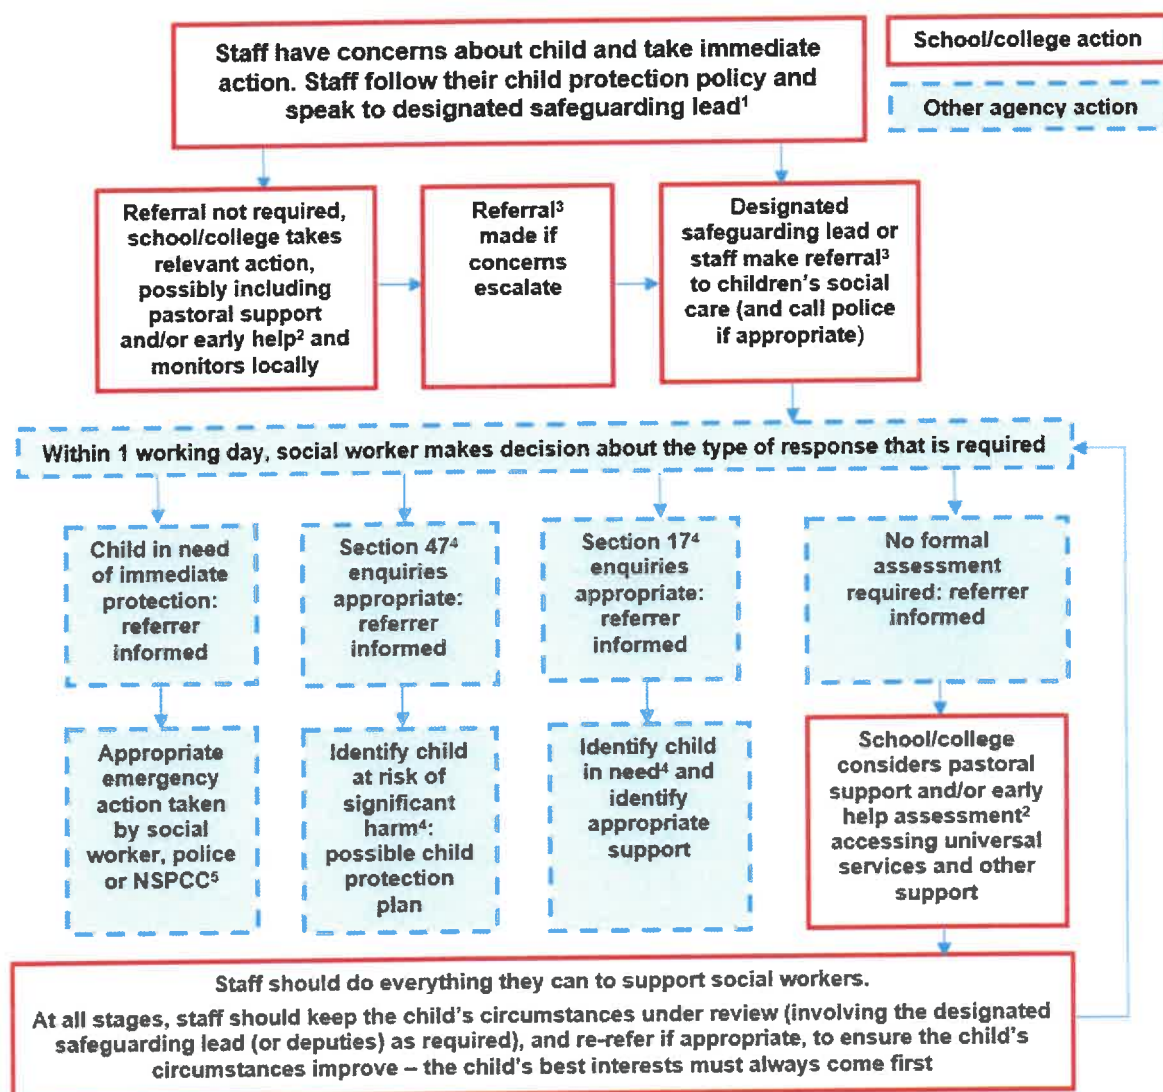 Staff have concerns about child and take immediate
action. Staff follow their child protection policy and
speak to designated safeguarding lead¹
School/college action
Other agency action
Referral not required,
school/college takes
relevant action,
possibly including
pastoral support
and/or early help² and
monitors locally
Referral³
made if
concerns
escalate
Designated
safeguarding lead or
staff make referral³
to children's social
care (and call police
if appropriate)
Within 1 working day, social worker makes decision about the type of response that is required
Child in need
of immediate
protection:
referrer
informed
Section 47⁴
enquiries
appropriate:
referrer
informed
Section 17⁴
enquiries
appropriate:
referrer
informed
No formal
assessment
required: referrer
informed
Appropriate
emergency
action taken
by social
worker, police
or NSPCC⁵
Identify child
at risk of
significant
harm⁴:
possible child
protection
plan
Identify child
in need⁴ and
identify
appropriate
support
School/college
considers pastoral
support and/or early
help assessment²
accessing universal
services and other
support
Staff should do everything they can to support social workers.
At all stages, staff should keep the child's circumstances under review (involving the designated
safeguarding lead (or deputies) as required), and re-refer if appropriate, to ensure the child's
circumstances improve – the child's best interests must always come first